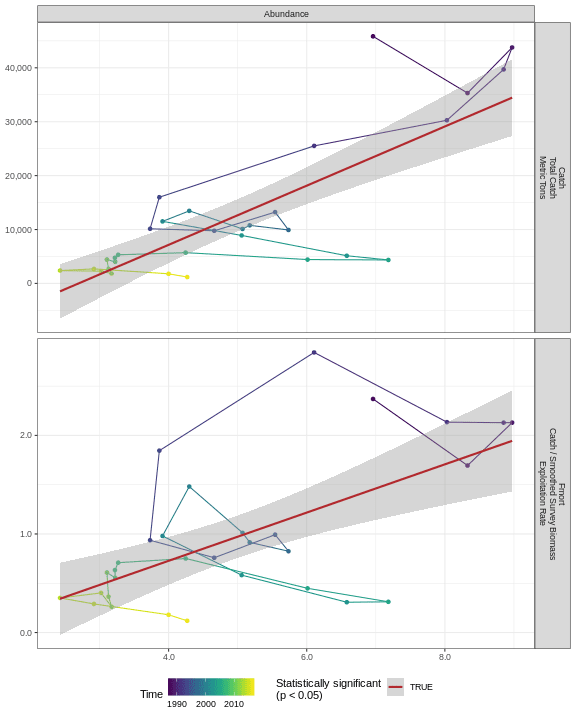 Abundance
40,000
30,000
20,000
10,000
0
Catch
Total Catch
Metric Tons
2.0
1.0
0.0
Fmort
Catch / Smoothed Survey Biomass
Exploitation Rate
4.0 6.0 8.0
Time
1990 2000 2010
Statistically significant
(p < 0.05)
TRUE